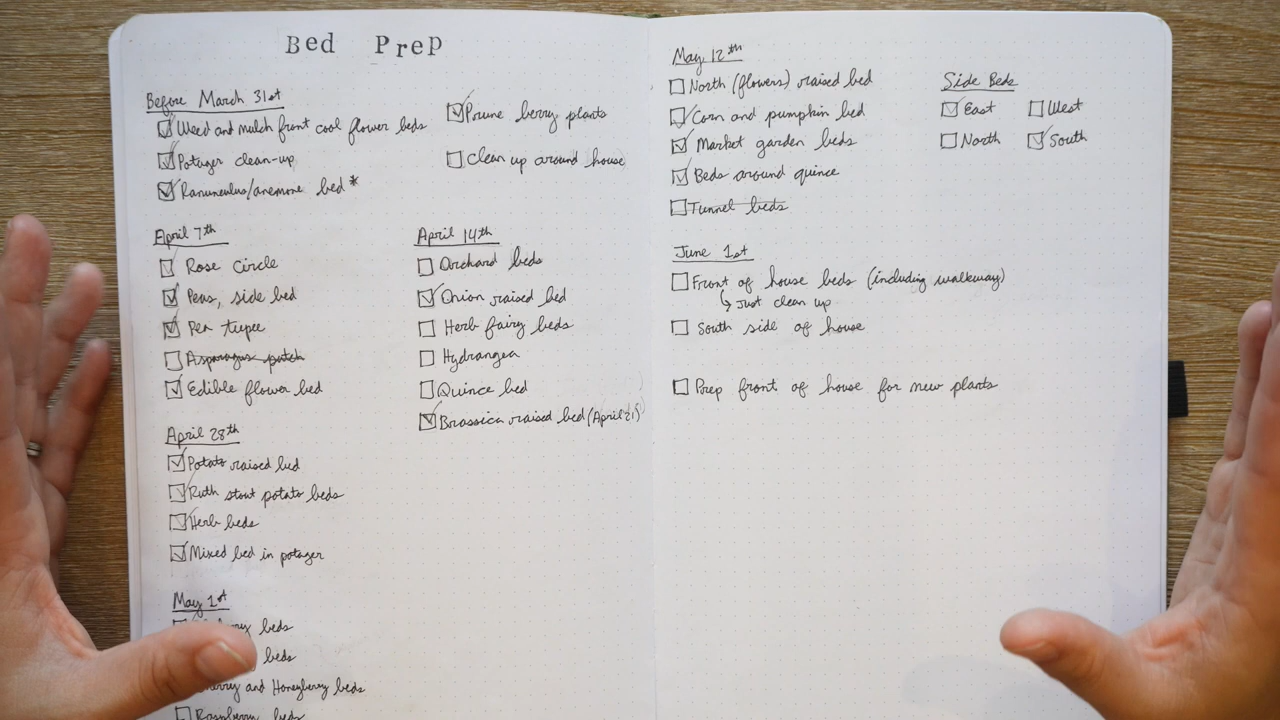 Bed Prep
Before March 31st
Weed and mulch front cool flower beds
Potager clean-up
Ranunculus/anemone bed *
Prune berry plants
clean up around house
April 7th
Rose Circle
Peas, side bed
Pea tupee
Asparagus patch
Edible flower bed
April 14th
Orchard beds
Onion raised bed
Herb fairy beds
Hydrangea
Quince bed
Brassica raised bed (April 21)
April 28th
Potato raised bed
Ruth stout potato beds
Herb beds
Mixed bed in potager
May 1st
beds
beds
and Honeyberry beds
Raspberry beds
May 12th
North (flowers) raised bed
Corn and pumpkin bed
Market garden beds
Beds around quince
Tunnel beds
Side Beds
East West
North South
June 1st
Front of house beds (including walkway)
just clean up
South side of house
Prep front of house for new plants